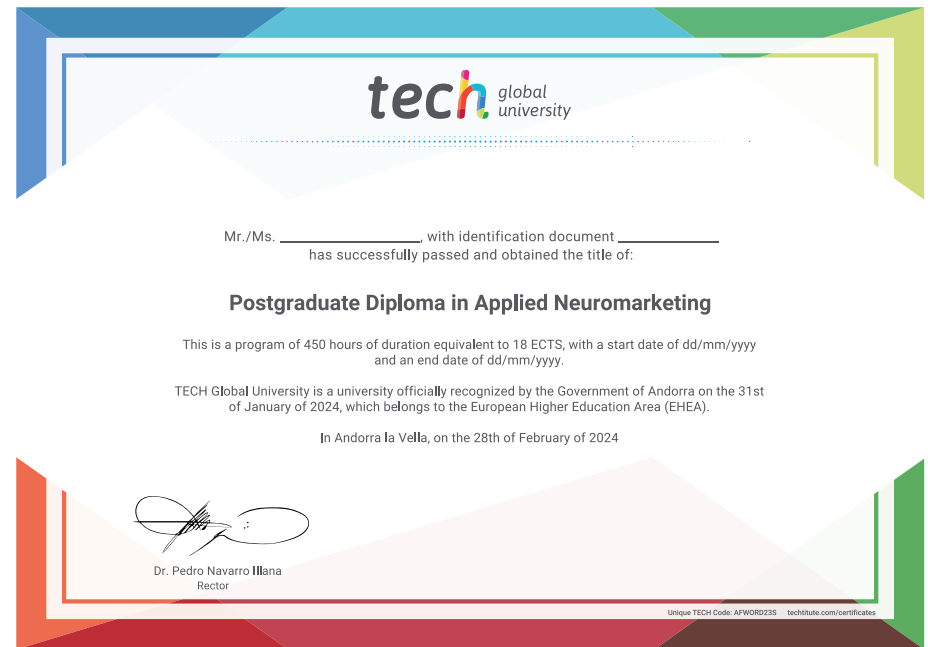 tech global
university
Mr./Ms. __________________, with identification document _____________
has successfully passed and obtained the title of:
Postgraduate Diploma in Applied Neuromarketing
This is a program of 450 hours of duration equivalent to 18 ECTS, with a start date of dd/mm/yyyy
and an end date of dd/mm/yyyy.
TECH Global University is a university officially recognized by the Government of Andorra on the 31st
of January of 2024, which belongs to the European Higher Education Area (EHEA).
In Andorra la Vella, on the 28th of February of 2024
Dr. Pedro Navarro Illana
Rector
Unique TECH Code: AFWORD23S techtitute.com/certificates